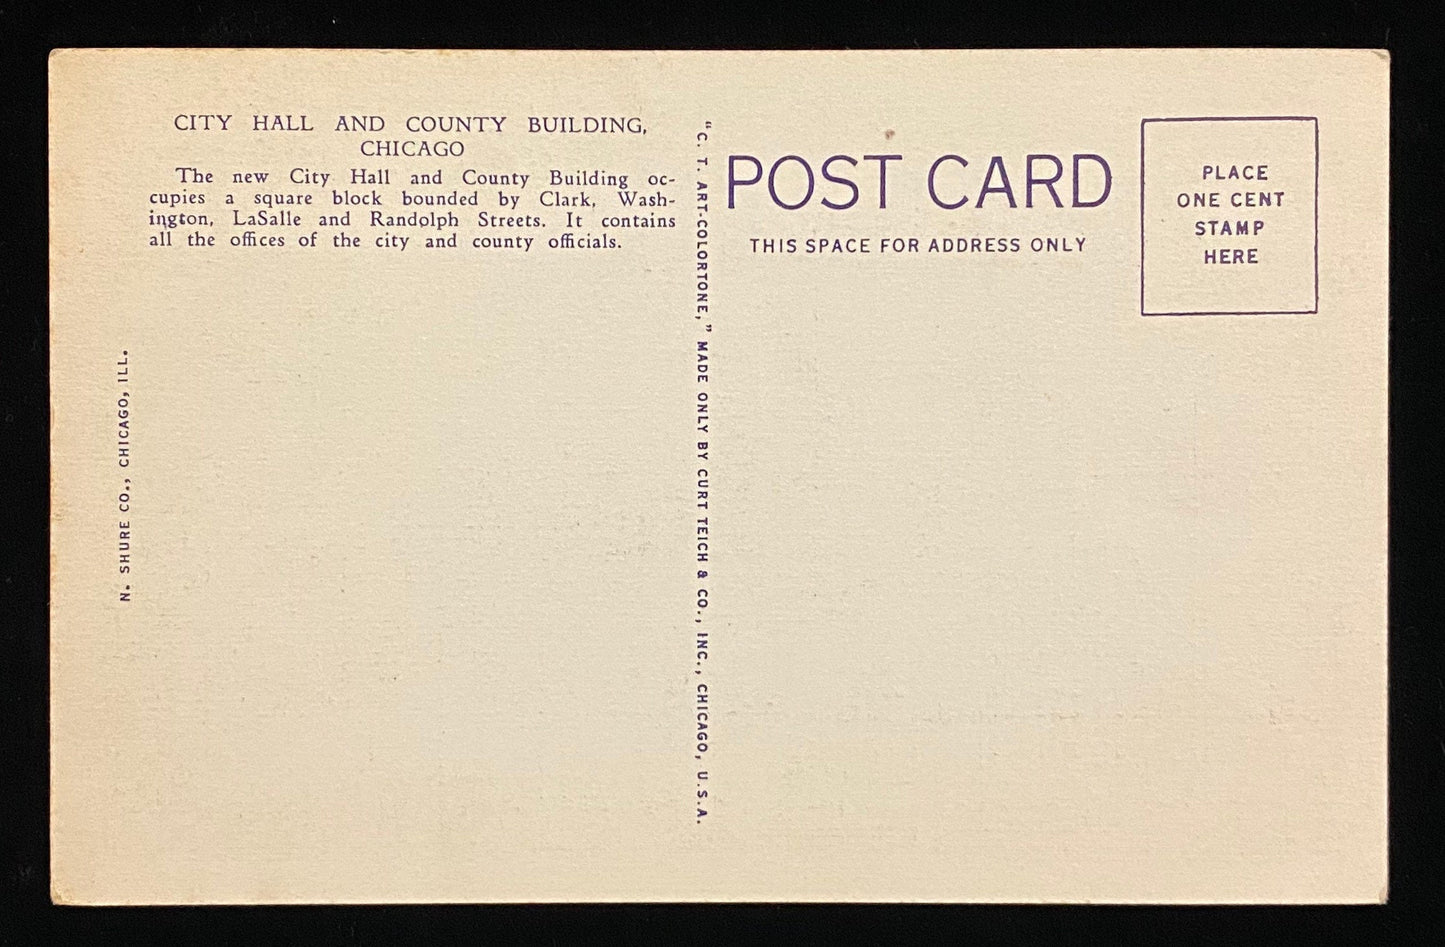 CITY HALL AND COUNTY BUILDING,
CHICAGO
The new City Hall and County Building oc-
cupies a square block bounded by Clark, Wash-
ington, LaSalle and Randolph Streets. It contains
all the offices of the city and county officials.
N. SHURE CO., CHICAGO, ILL.
"C. T. ART-COLORTONE," MADE ONLY BY CURT TEICH & CO., INC., CHICAGO, U.S.A.
POST CARD
THIS SPACE FOR ADDRESS ONLY
PLACE
ONE CENT
STAMP
HERE